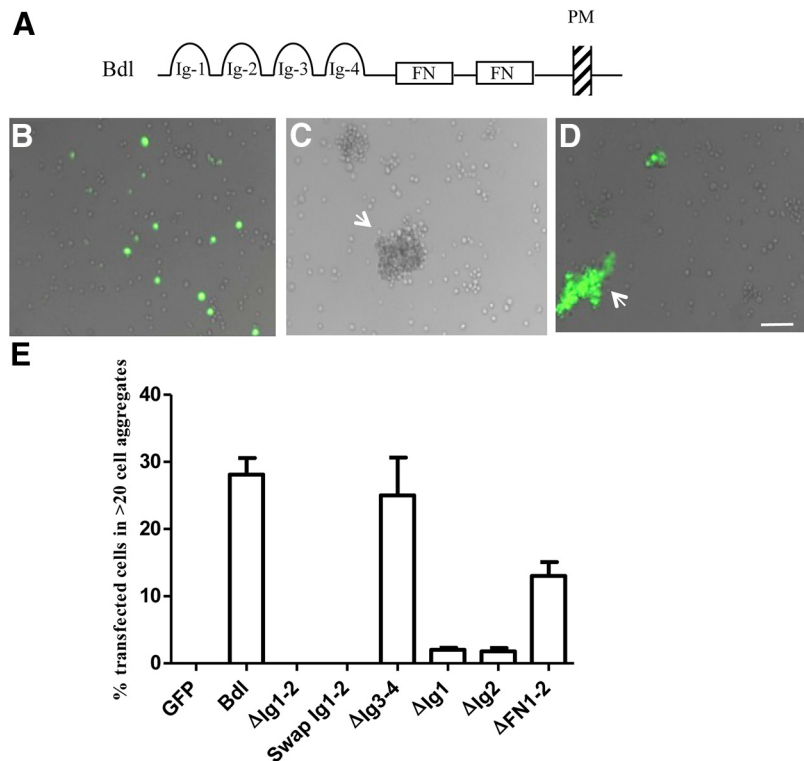 A
PM
Bdl
Ig-1 Ig-2 Ig-3 Ig-4 FN FN
B
C
D
E
% transfected cells in >20 cell aggregates
40
30
20
10
0
GFP
Bdl
ΔIg1-2
Swap Ig1-2
ΔIg3-4
ΔIg1
ΔIg2
ΔFN1-2